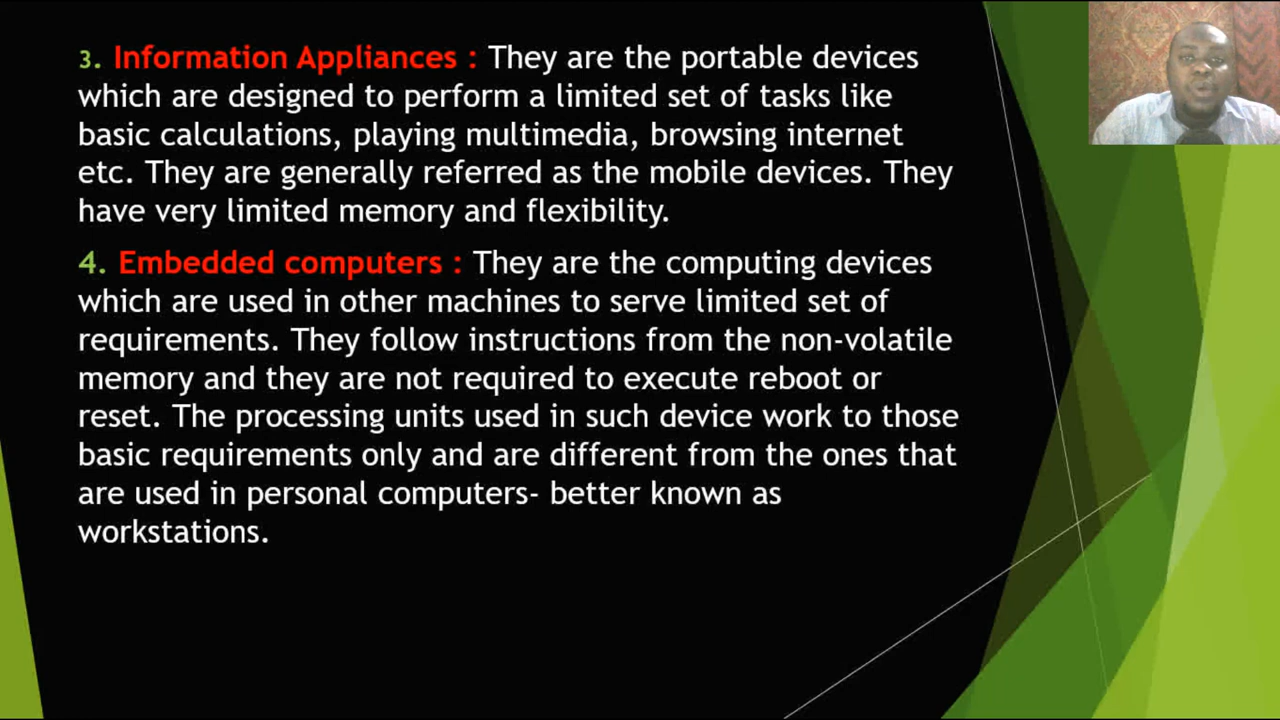 3. Information Appliances : They are the portable devices
which are designed to perform a limited set of tasks like
basic calculations, playing multimedia, browsing internet
etc. They are generally referred as the mobile devices. They
have very limited memory and flexibility.
4. Embedded computers : They are the computing devices
which are used in other machines to serve limited set of
requirements. They follow instructions from the non-volatile
memory and they are not required to execute reboot or
reset. The processing units used in such device work to those
basic requirements only and are different from the ones that
are used in personal computers- better known as
workstations.